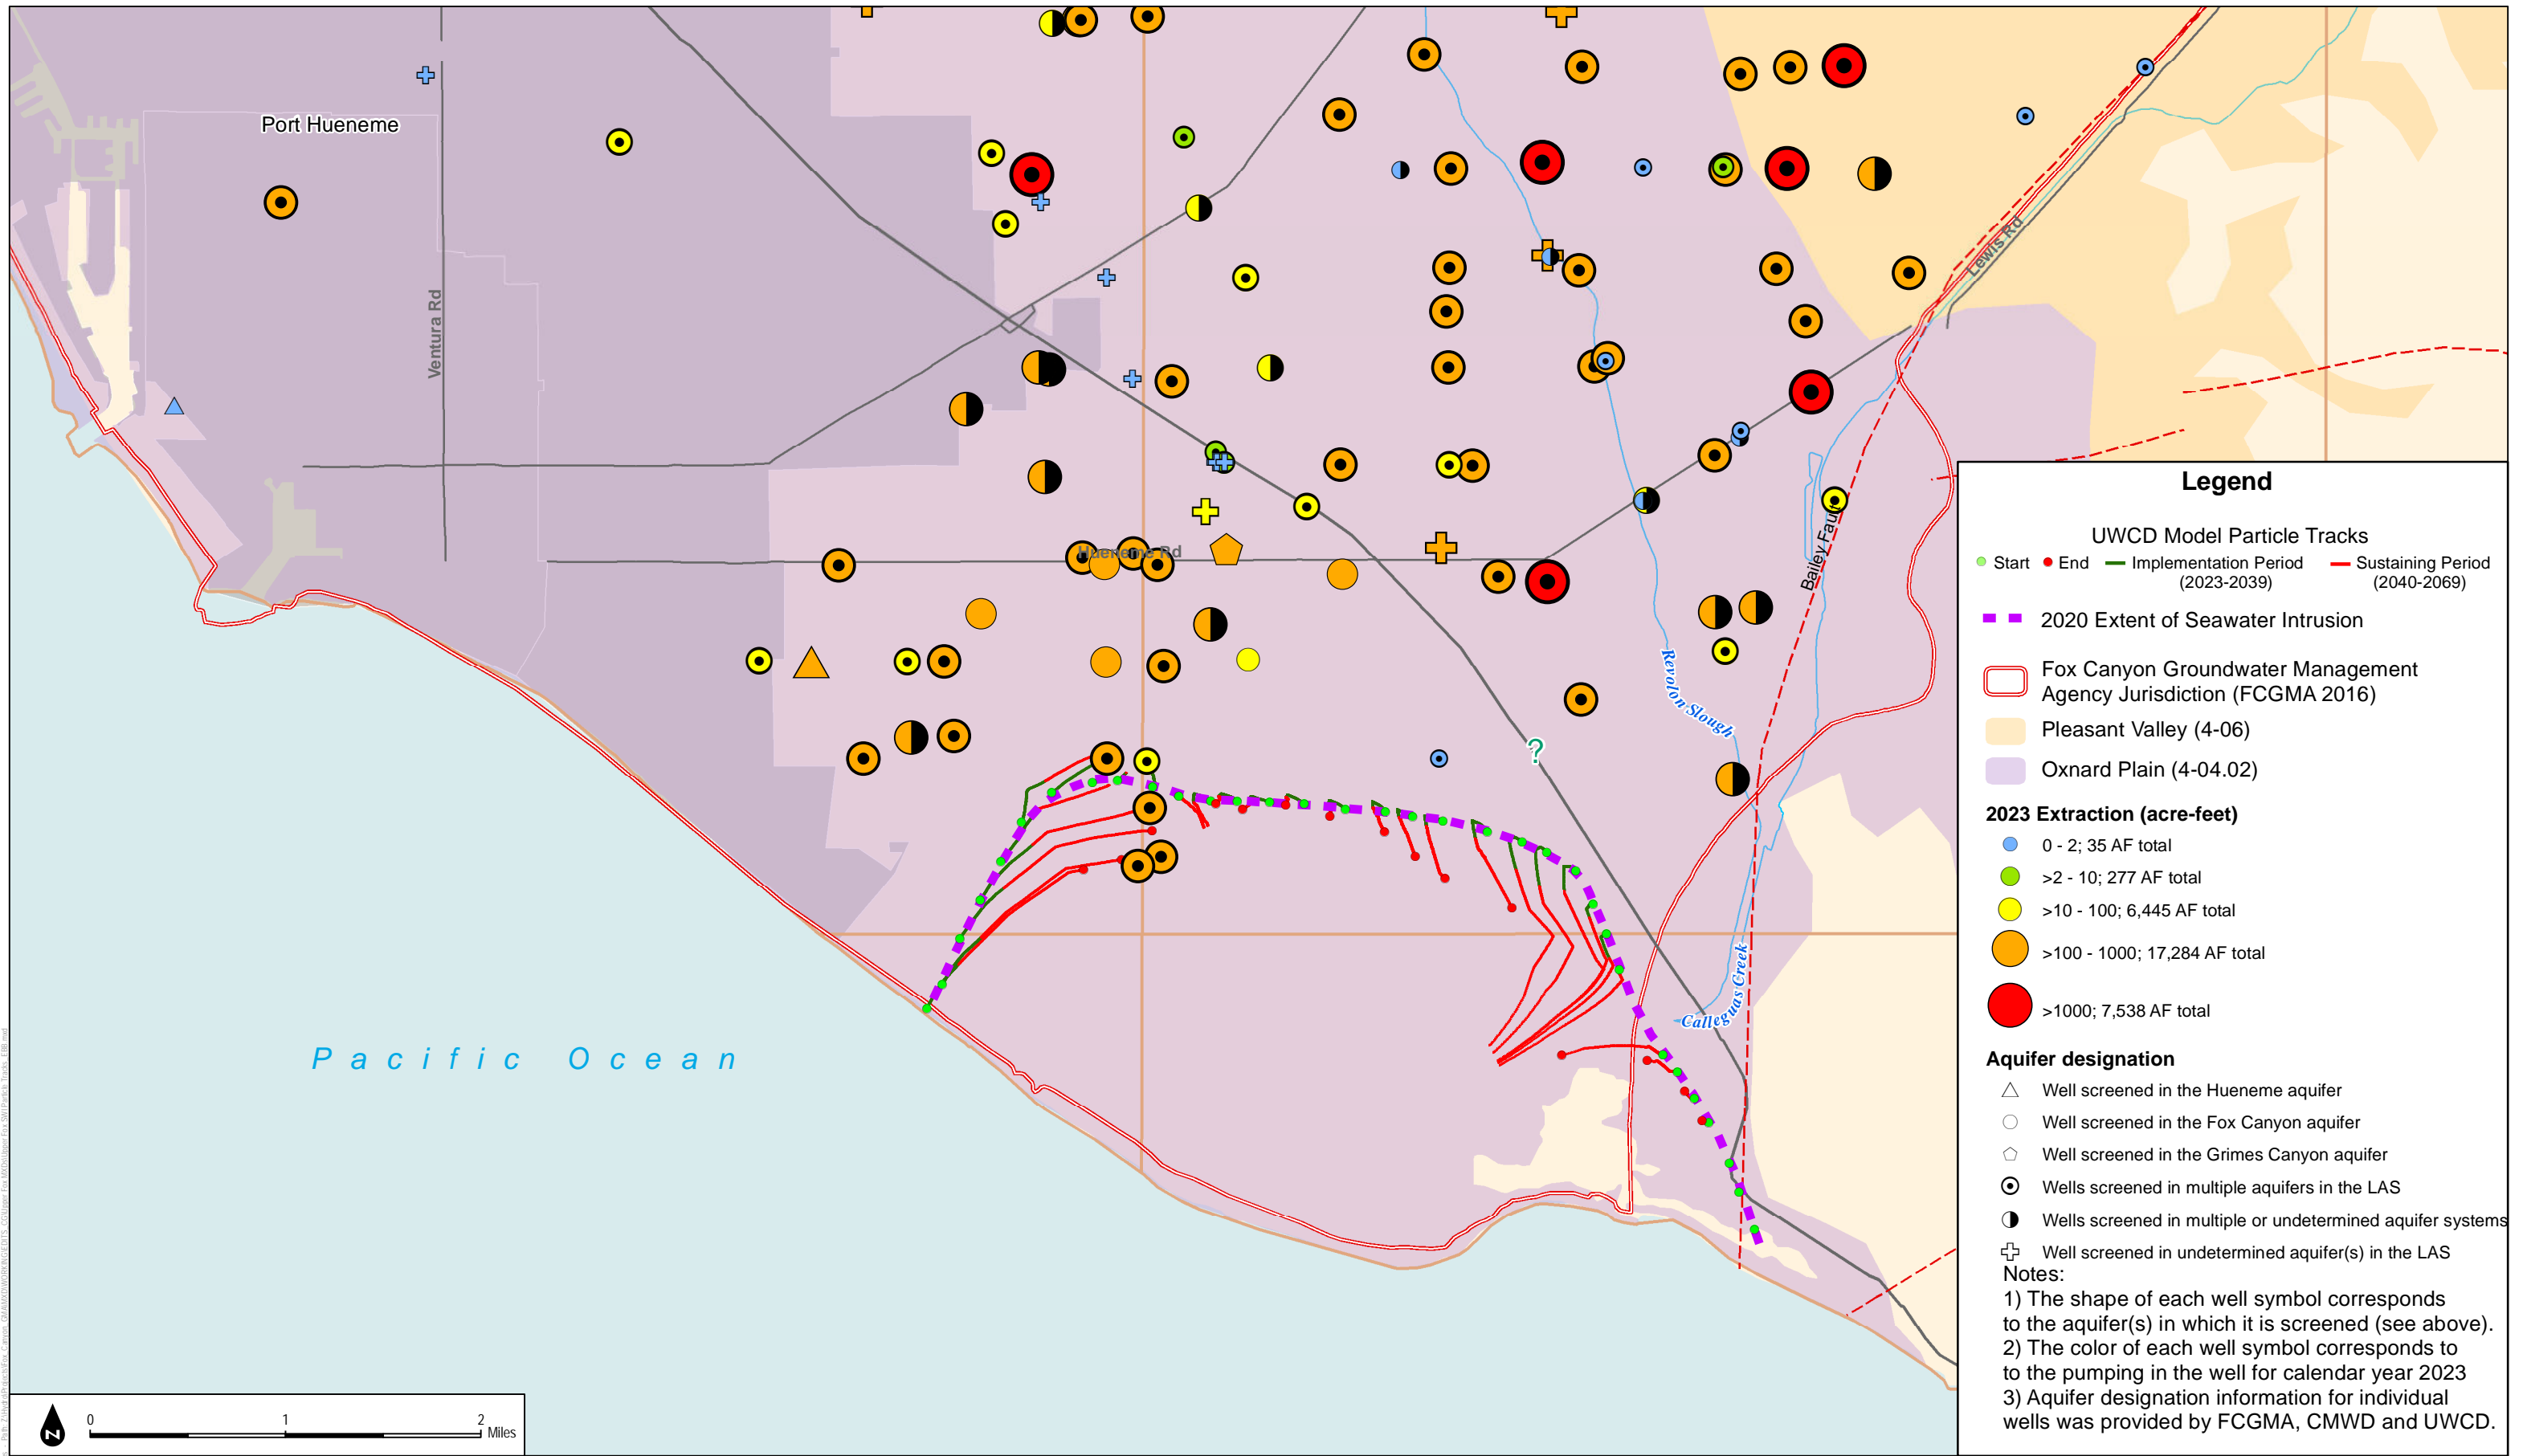 Port Hueneme
Ventura Rd
Lewis Rd
Hueneme Rd
Bailey Fault
Revolon Slough
?
Calleguas Creek
Pacific Ocean
N
0 1 2
Miles
Legend
UWCD Model Particle Tracks
Start End Implementation Period Sustaining Period
(2023-2039) (2040-2069)
2020 Extent of Seawater Intrusion
Fox Canyon Groundwater Management
Agency Jurisdiction (FCGMA 2016)
Pleasant Valley (4-06)
Oxnard Plain (4-04.02)
2023 Extraction (acre-feet)
0 - 2; 35 AF total
>2 - 10; 277 AF total
>10 - 100; 6,445 AF total
>100 - 1000; 17,284 AF total
>1000; 7,538 AF total
Aquifer designation
Well screened in the Hueneme aquifer
Well screened in the Fox Canyon aquifer
Well screened in the Grimes Canyon aquifer
Wells screened in multiple aquifers in the LAS
Wells screened in multiple or undetermined aquifer systems
Well screened in undetermined aquifer(s) in the LAS
Notes:
1) The shape of each well symbol corresponds
to the aquifer(s) in which it is screened (see above).
2) The color of each well symbol corresponds to
to the pumping in the well for calendar year 2023
3) Aquifer designation information for individual
wells was provided by FCGMA, CMWD and UWCD.